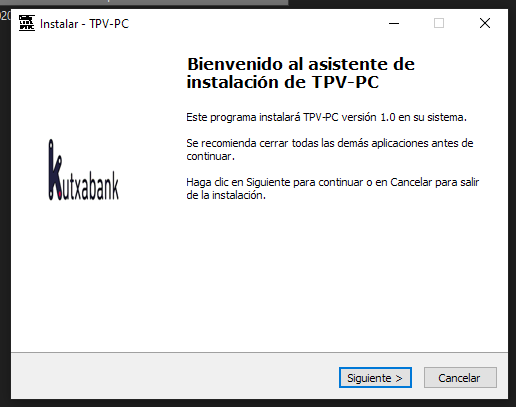 Instalar - TPV-PC
Bienvenido al asistente de
instalación de TPV-PC
Este programa instalará TPV-PC versión 1.0 en su sistema.
Se recomienda cerrar todas las demás aplicaciones antes de
continuar.
Haga clic en Siguiente para continuar o en Cancelar para salir
de la instalación.
kutxabank
Siguiente >
Cancelar